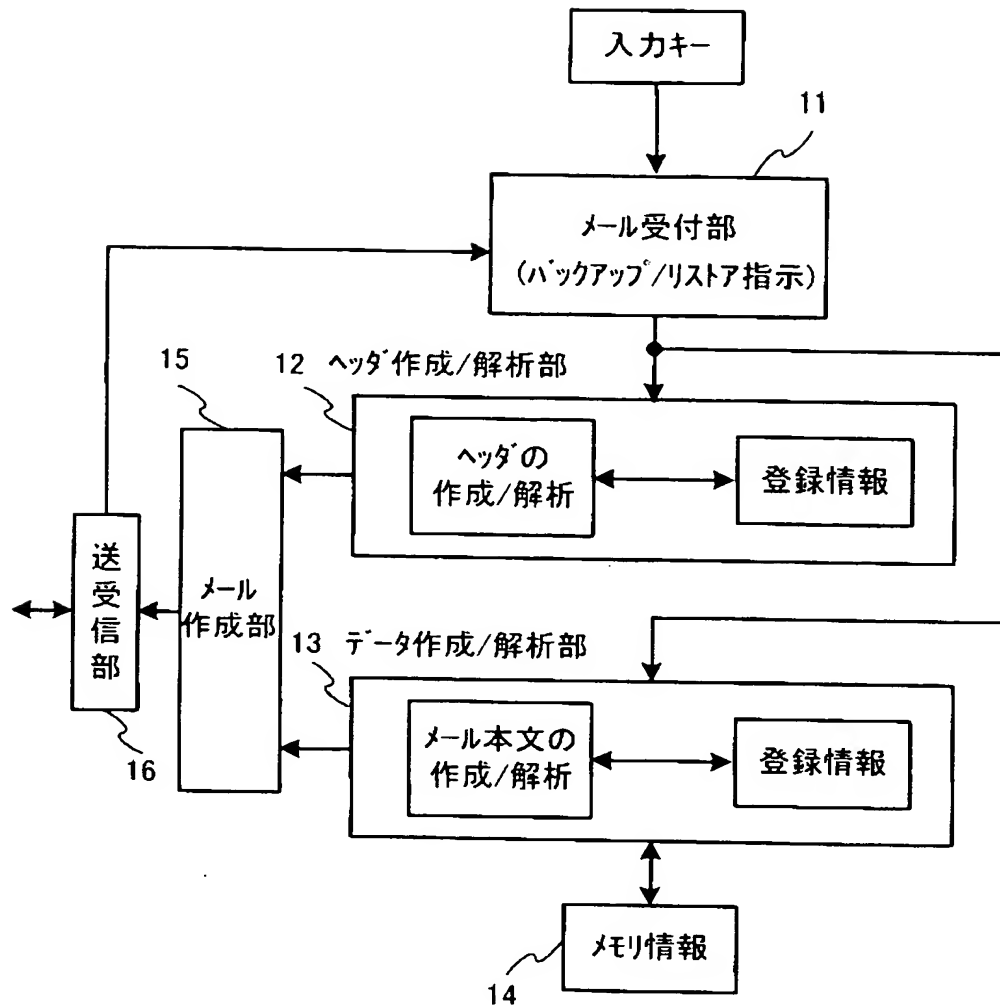 入力キー
11
メール受付部
(バックアップ/リストア指示)
15
12 ヘッダ作成/解析部
ヘッダの
作成/解析
登録情報
送受信部
メール
作成部
13 データ作成/解析部
メール本文の
作成/解析
登録情報
16
メモリ情報
14